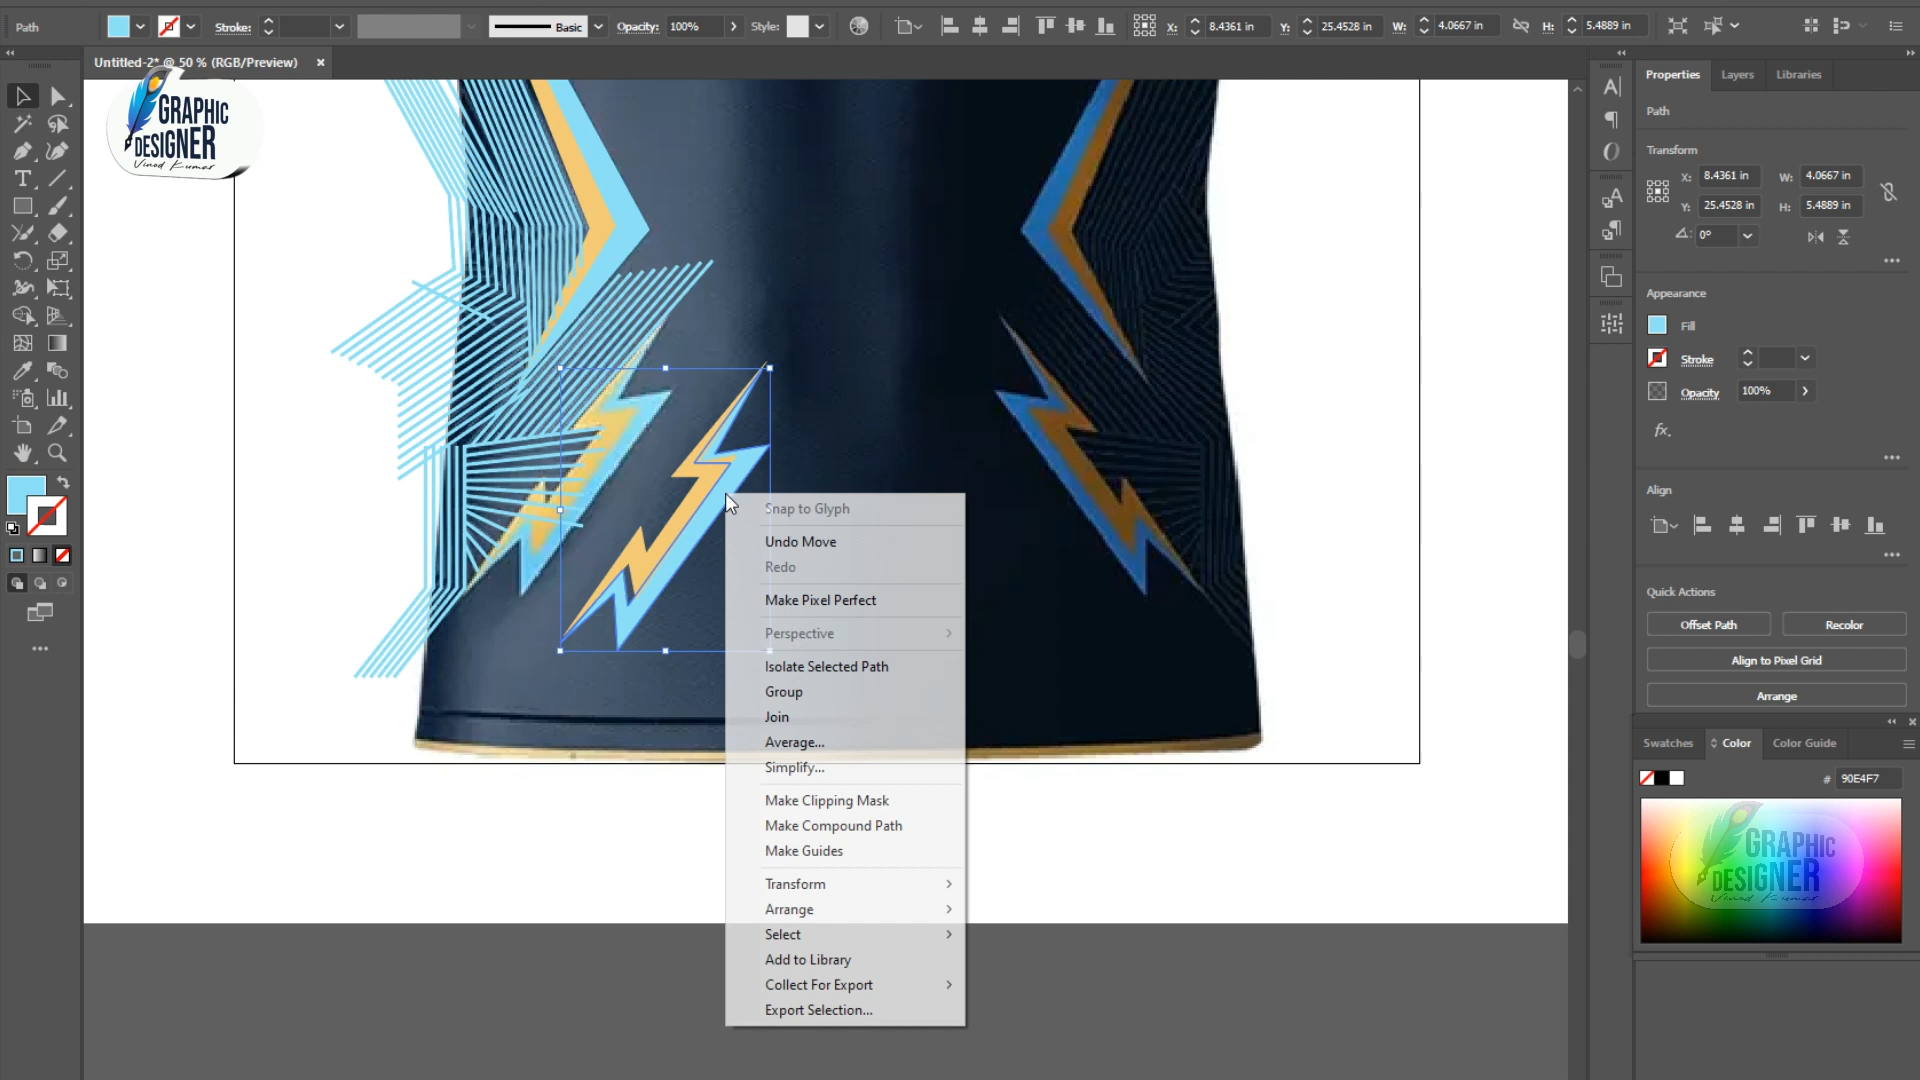 Path
Stroke:
Basic
Opacity: 100%
Style:
X: 8.4361 in
Y: 25.4528 in
W: 4.0667 in
H: 5.4889 in
Untitled-2* @ 50 % (RGB/Preview)
GRAPHIC
DESIGNER
Vinod Kumar
Snap to Glyph
Undo Move
Redo
Make Pixel Perfect
Perspective
Isolate Selected Path
Group
Join
Average...
Simplify...
Make Clipping Mask
Make Compound Path
Make Guides
Transform
Arrange
Select
Add to Library
Collect For Export
Export Selection...
Properties
Layers
Libraries
Path
Transform
X: 8.4361 in W: 4.0667 in
Y: 25.4528 in H: 5.4889 in
0°
Appearance
Fill
Stroke
Opacity 100%
fx.
Align
Quick Actions
Offset Path
Recolor
Align to Pixel Grid
Arrange
Swatches
Color
Color Guide
# 90E4F7
GRAPHIC
DESIGNER
Vinod Kumar